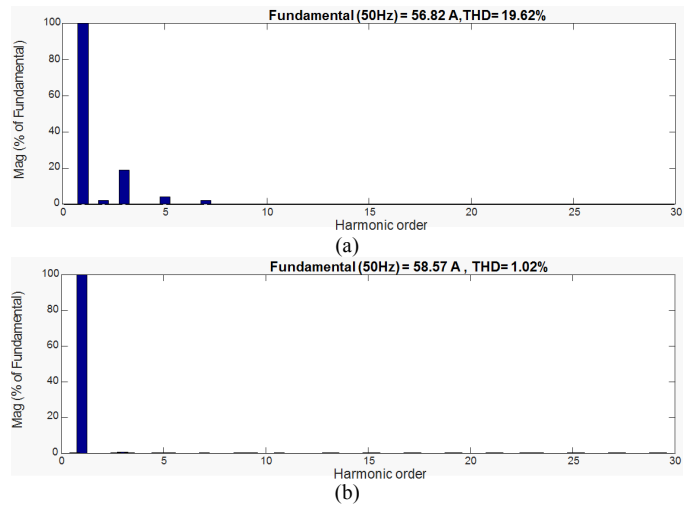 Fundamental (50Hz) = 56.82 A,THD= 19.62%
Mag (% of Fundamental)
100
80
60
40
20
0
0 5 10 15 20 25 30
Harmonic order
(a)
Fundamental (50Hz) = 58.57 A , THD= 1.02%
Mag (% of Fundamental)
100
80
60
40
20
0
0 5 10 15 20 25 30
Harmonic order
(b)